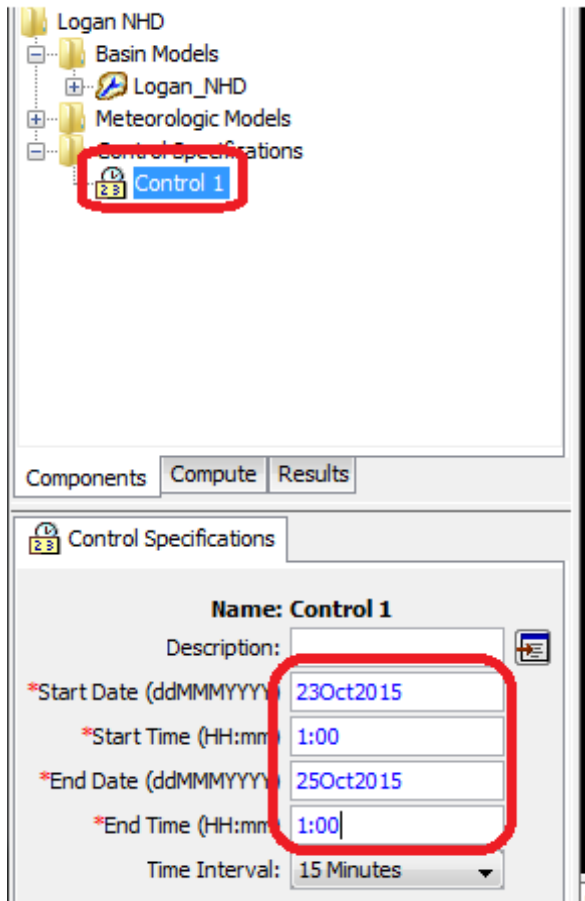 Logan NHD
Basin Models
Logan_NHD
Meteorologic Models
Control Specifications
Control 1
Components Compute Results
Control Specifications
Name: Control 1
Description:
*Start Date (ddMMMYYYY) 23Oct2015
*Start Time (HH:mm) 1:00
*End Date (ddMMMYYYY) 25Oct2015
*End Time (HH:mm) 1:00
Time Interval: 15 Minutes